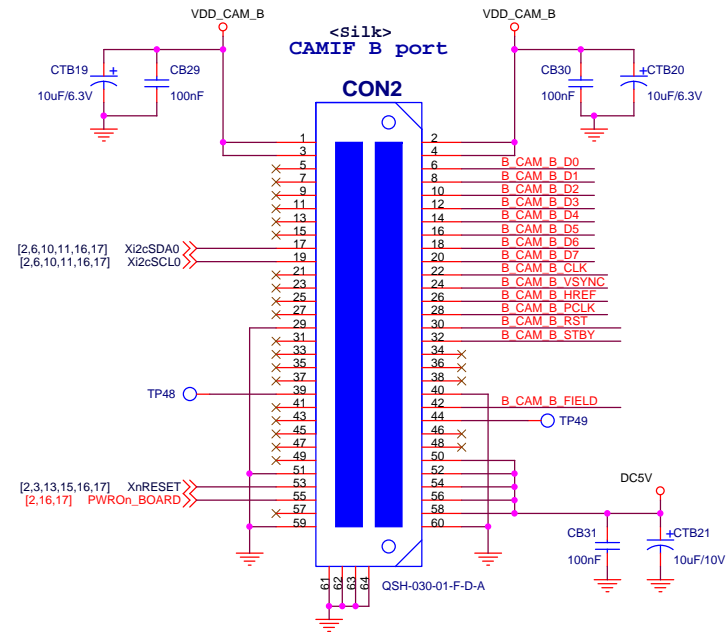 VDD_CAM_B
<Silk>
CAMIF B port
VDD_CAM_B
CTB19
+
10uF/6.3V
CB29
100nF
CON2
CB30
100nF
+
CTB20
10uF/6.3V
1 2
3 4
5 6 B_CAM_B_D0
7 8 B_CAM_B_D1
9 10 B_CAM_B_D2
11 12 B_CAM_B_D3
13 14 B_CAM_B_D4
15 16 B_CAM_B_D5
[2,6,10,11,16,17] Xi2cSDA0 17 18 B_CAM_B_D6
[2,6,10,11,16,17] Xi2cSCL0 19 20 B_CAM_B_D7
21 22 B_CAM_B_CLK
23 24 B_CAM_B_VSYNC
25 26 B_CAM_B_HREF
27 28 B_CAM_B_PCLK
29 30 B_CAM_B_RST
31 32 B_CAM_B_STBY
33 34
35 36
37 38
TP48 39 40
41 42 B_CAM_B_FIELD
43 44 TP49
45 46
47 48
49 50
51 52
[2,3,13,15,16,17] XnRESET 53 54
[2,16,17] PWROn_BOARD 55 56
57 58
59 60
DC5V
CB31
100nF
+
CTB21
10uF/10V
61 62 63 64
QSH-030-01-F-D-A